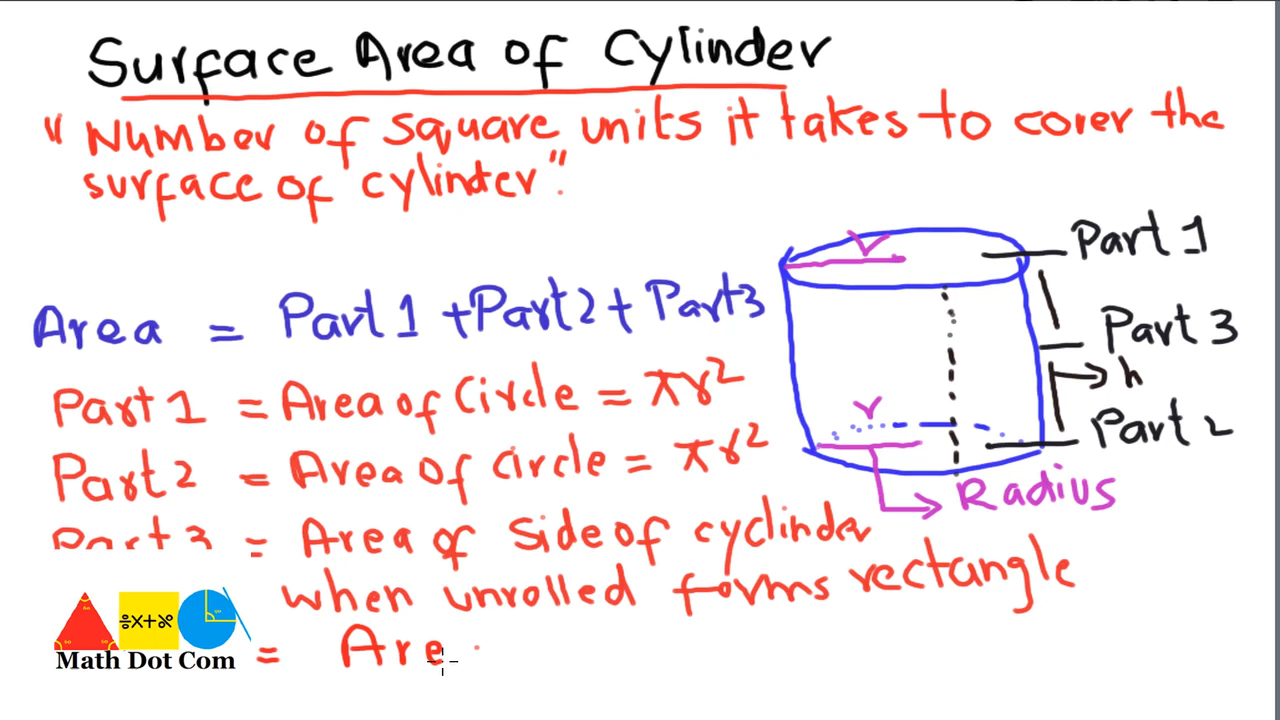 Surface Area of Cylinder
" Number of square units it takes to cover the
surface of cylinder".
Area = Part 1 + Part 2 + Part 3
Part 1 = Area of Circle = πr²
Part 2 = Area of circle = πr²
Part 3 = Area of side of cyclinder
when unrolled forms rectangle
= Are
r
Part 1
Part 3
h
r
Part 2
Radius
÷x+
Math Dot Com